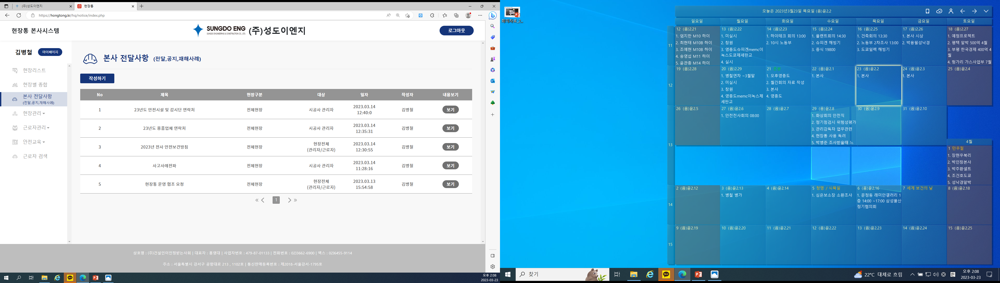 (주)성도이엔지
현장통
https://hongtong.kr/hq/notice/index.php
현장통 본사시스템
SUNGDO ENG (주)성도이엔지
SUNGDO ENGINEERING & CONSTRUCTION CO., LTD.
로그아웃
김병철 마이페이지
현장리스트
현장별 종합
본사 전달사항
(전달,공지,재해사례)
현장관리
근로자관리
안전교육
근로자 검색
본사 전달사항 (전달,공지,재해사례)
작성하기
No 제목 현장구분 대상 일자 작성자 내용보기
1 23년도 안전시설 및 감시단 연락처 전체현장 시공사 관리자 2023.03.14 12:40:0 김병철 보기
2 23년도 용품업체 연락처 전체현장 시공사 관리자 2023.03.14 12:35:31 김병철 보기
3 2023년 전사 안전보건방침 전체현장 현장전체 (관리자/근로자) 2023.03.14 12:30:55 김병철 보기
4 사고사례전파 전체현장 시공사 관리자 2023.03.14 11:28:16 김병철 보기
5 현장통 운영 협조 요청 전체현장 현장전체 (관리자/근로자) 2023.03.13 15:54:58 김병철 보기
1
상호명 : (주)건설인이인정받는사회 | 대표자 : 홍영대 | 사업자번호 : 479-87-01133 | 전화번호 : 02)3662-6900 | 팩스 : 02)6455-9114
주소 : 서울특별시 강서구 공항대로 213 , 1102호 | 통신판매등록번호 : 제2018-서울강서-1795호
오후 2:08
2023-03-23
회의자료_2...
오늘은 2023년3월23일 목요일 (음)윤2.2
일요일 월요일 화요일 수요일 목요일 금요일 토요일
11
12 (음)2.21
1. 엄지한 M10 하이
2. 최현태 M10B 하이
3. 조예현 M10B 하이
4. 송영섭 M11 하이
5. 윤관종 M14 하이
13 (음)2.22
1. 미실시
2. 창원
3. 영종도슈피겐memc이
녹스도쿄제세판교
4. 실시
14 (음)2.23
1. 하이테크 회의 13:00
2. 10시 노동부
15 (음)2.24
1. 플랜트회의 14:30
2. 슈피겐 해빙기
3. 중식 19800
16 (음)2.25
1. 건축회의 13:30
2. 노동부 2차조사 13:00
3. 도쿄일렉 해빙기
17 (음)2.26
1. 본사 시상
2. 박용필성낙경
18 (음)2.27
1. 예정프로젝트
2. 평택 알박 500억 4월
3. 부평 한국경제 400억 4
월
4. 헝가리 가스사업부 7월
12
19 (음)2.28
20 (음)2.29
1. 병철연차 ~3월말
2. 미실시
3. 창원
4. 영종도memc이녹스제
세판교
21 춘분
1. 오후영종도
2. 월간회의 자료 작성
3. 본사
4. 영종도
22 (음)윤2.1
1. 본사
23 (음)윤2.2
1. 본사
24 (음)윤2.3
1. 본사
25 (음)윤2.4
13
26 (음)윤2.5
27 (음)윤2.6
1. 안전전사회의 08:00
28 (음)윤2.7
29 (음)윤2.8
1. 화상회의 안전직
2. 정기점검시 위험성평가
3. 관리감독자 업무관련
4. 현장통 사용 독려
5. 박병준 조사받을때 느
30 (음)윤2.9
31 (음)윤2.10
4월
1 만우절
1. 장현우북리
2. 박인창본사
3. 박주환셀트
4. 조건호도쿄
5. 성낙경알박
14
2 (음)윤2.12
3 (음)윤2.13
1. 병철 병가
4 (음)윤2.14
5 청명 / 식목일
1. 심은보소장 소환조사
6 (음)윤2.16
1. 문정동 래미안갤러리 1
층 14:00 ~17:00 삼성물산
정기협의회
7 세계 보건의 날
8 (음)윤2.18
15
9 (음)윤2.19
10 (음)윤2.20
11 (음)윤2.21
12 (음)윤2.22
13 (음)윤2.23
14 (음)윤2.24
15 (음)윤2.25
찾기
22°C 대체로 흐림
한
오후 2:08
2023-03-23